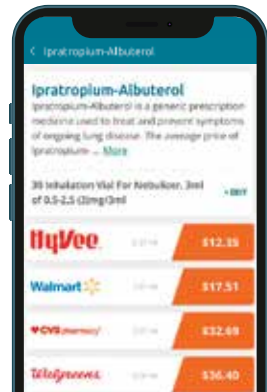 < Ipratropium-Albuterol
Ipratropium-Albuterol
Ipratropium-Albuterol is a generic prescription
medicine used to treat and prevent symptoms
of ongoing lung disease. The average price of
Ipratropium- ... More
30 Inhalation Vial For Nebulizer, 3ml
of 0.5-2.5 (3)mg/3ml
EDIT
HyVee
$12.35
Walmart
$17.51
CVS pharmacy
$32.69
Walgreens
$36.40